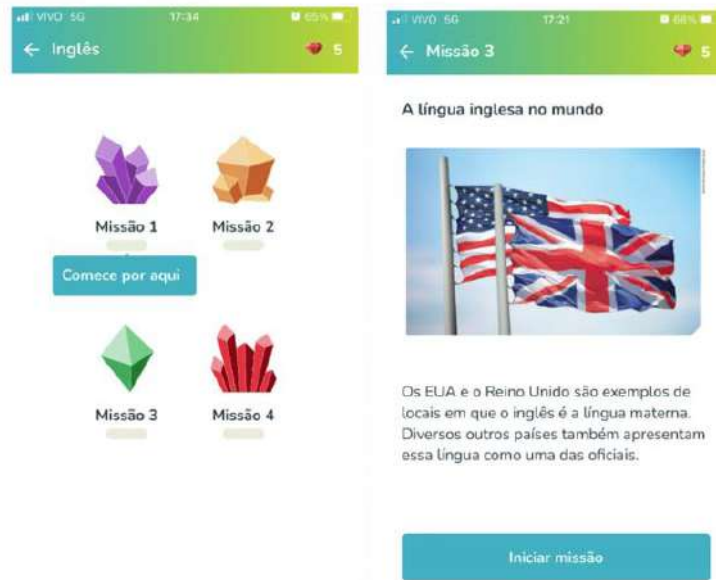 VIVO 5G 17:34 65%
← Inglês 5
Missão 1 Missão 2
Comece por aqui
Missão 3 Missão 4
VIVO 5G 17:21 66%
← Missão 3 5
A língua inglesa no mundo
Os EUA e o Reino Unido são exemplos de
locais em que o inglês é a língua materna.
Diversos outros países também apresentam
essa língua como uma das oficiais.
Iniciar missão